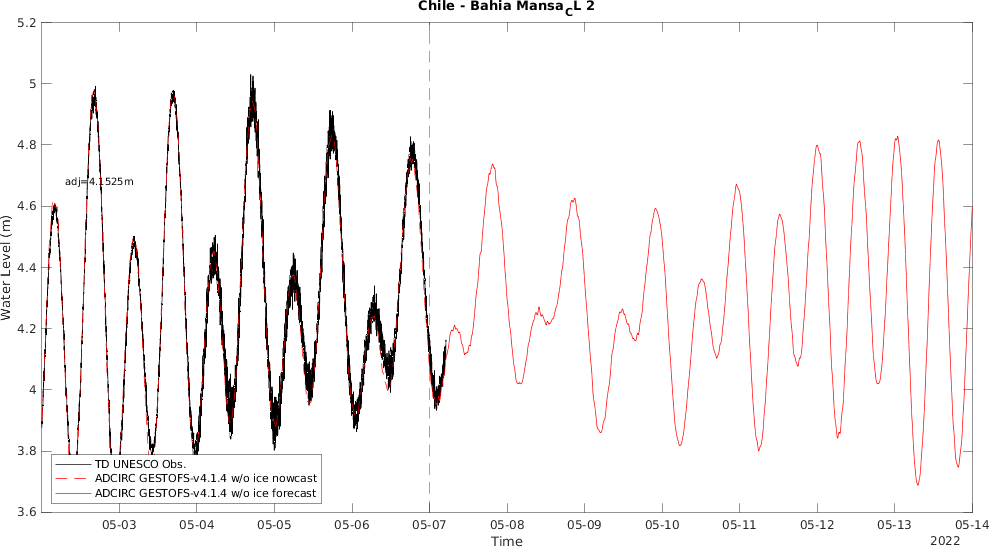 Chile - Bahia Mansa_CL 2
5.2
5
4.8
4.6
4.4
4.2
4
3.8
3.6
Water Level (m)
adj=4.1525m
TD UNESCO Obs.
ADCIRC GESTOFS-v4.1.4 w/o ice nowcast
ADCIRC GESTOFS-v4.1.4 w/o ice forecast
05-03 05-04 05-05 05-06 05-07 05-08 05-09 05-10 05-11 05-12 05-13 05-14
Time
2022